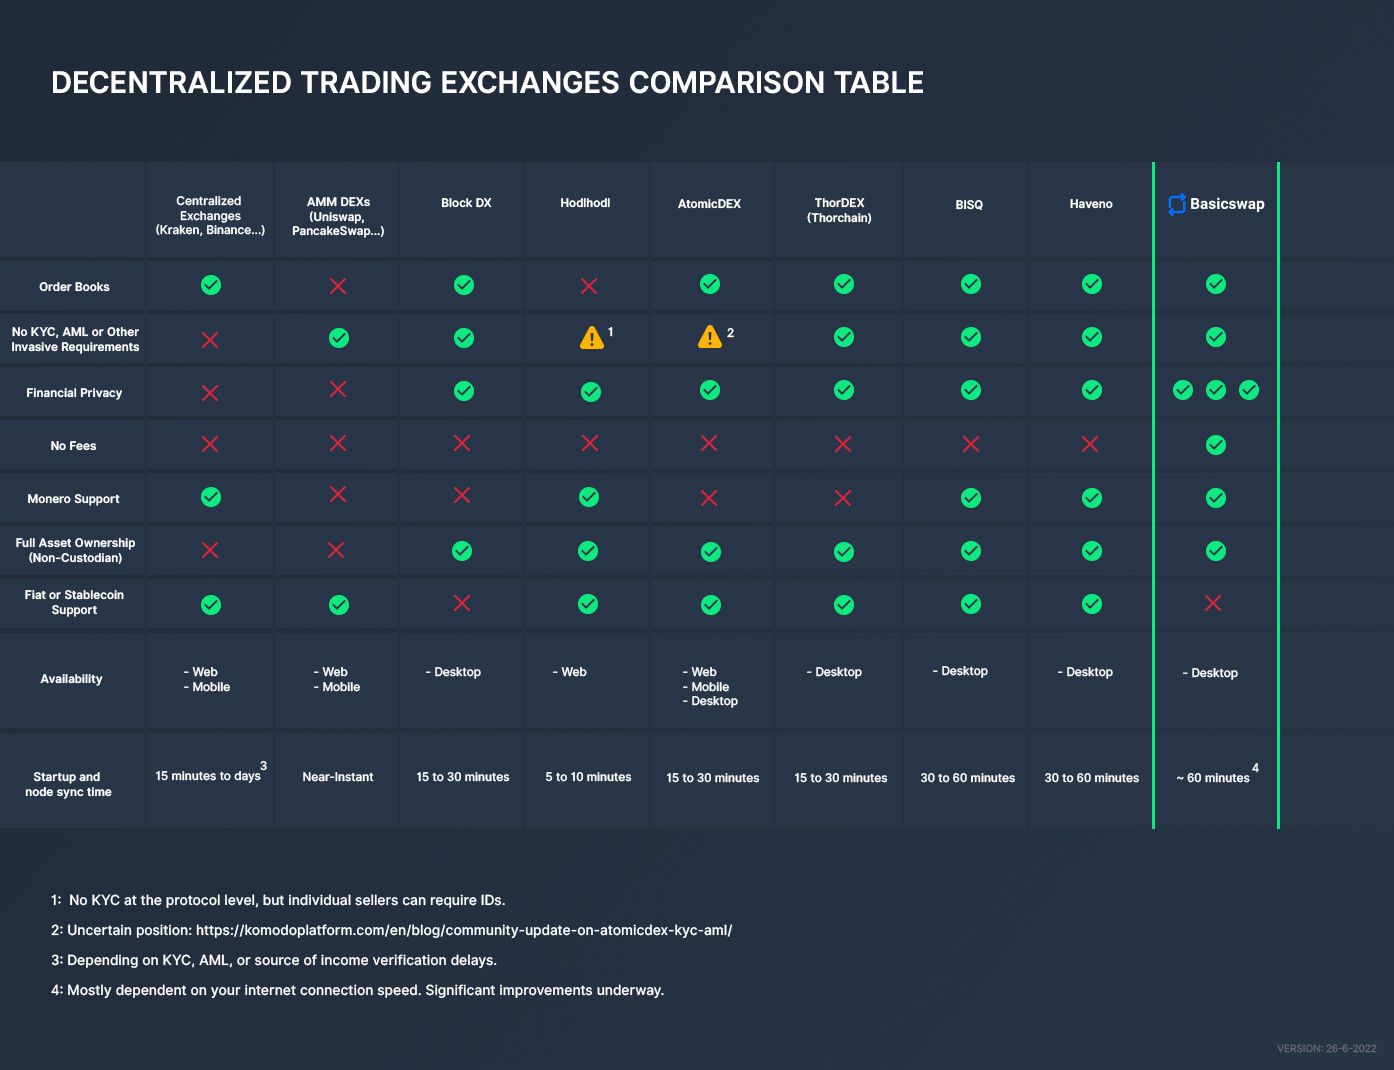 DECENTRALIZED TRADING EXCHANGES COMPARISON TABLE
Centralized
Exchanges
(Kraken, Binance...)
AMM DEXs
(Uniswap,
PancakeSwap...)
Block DX
Hodlhodl
AtomicDEX
ThorDEX
(Thorchain)
BISQ
Haveno
Basicswap
Order Books
No KYC, AML or Other
Invasive Requirements
1
2
Financial Privacy
No Fees
Monero Support
Full Asset Ownership
(Non-Custodian)
Fiat or Stablecoin
Support
Availability
- Web
- Mobile
- Web
- Mobile
- Desktop
- Web
- Web
- Mobile
- Desktop
- Desktop
- Desktop
- Desktop
- Desktop
Startup and
node sync time
15 minutes to days 3
Near-Instant
15 to 30 minutes
5 to 10 minutes
15 to 30 minutes
15 to 30 minutes
30 to 60 minutes
30 to 60 minutes
~ 60 minutes 4
1: No KYC at the protocol level, but individual sellers can require IDs.
2: Uncertain position: https://komodoplatform.com/en/blog/community-update-on-atomicdex-kyc-aml/
3: Depending on KYC, AML, or source of income verification delays.
4: Mostly dependent on your internet connection speed. Significant improvements underway.
VERSION: 26-6-2022